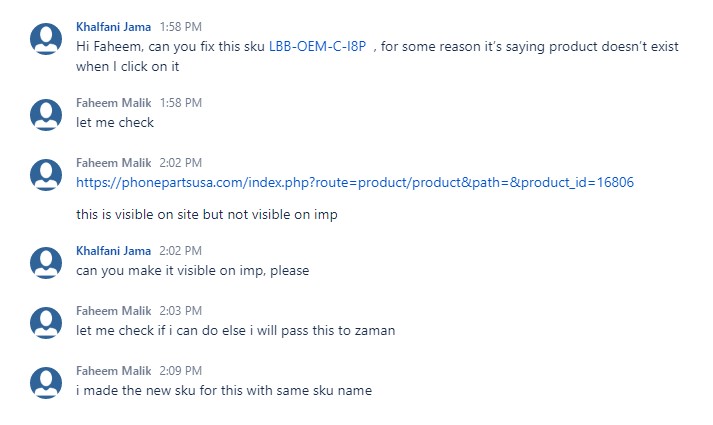 Khalfani Jama 1:58 PM
Hi Faheem, can you fix this sku LBB-OEM-C-I8P , for some reason it's saying product doesn't exist
when I click on it
Faheem Malik 1:58 PM
let me check
Faheem Malik 2:02 PM
https://phonepartsusa.com/index.php?route=product/product&path=&product_id=16806
this is visible on site but not visible on imp
Khalfani Jama 2:02 PM
can you make it visible on imp, please
Faheem Malik 2:03 PM
let me check if i can do else i will pass this to zaman
Faheem Malik 2:09 PM
i made the new sku for this with same sku name